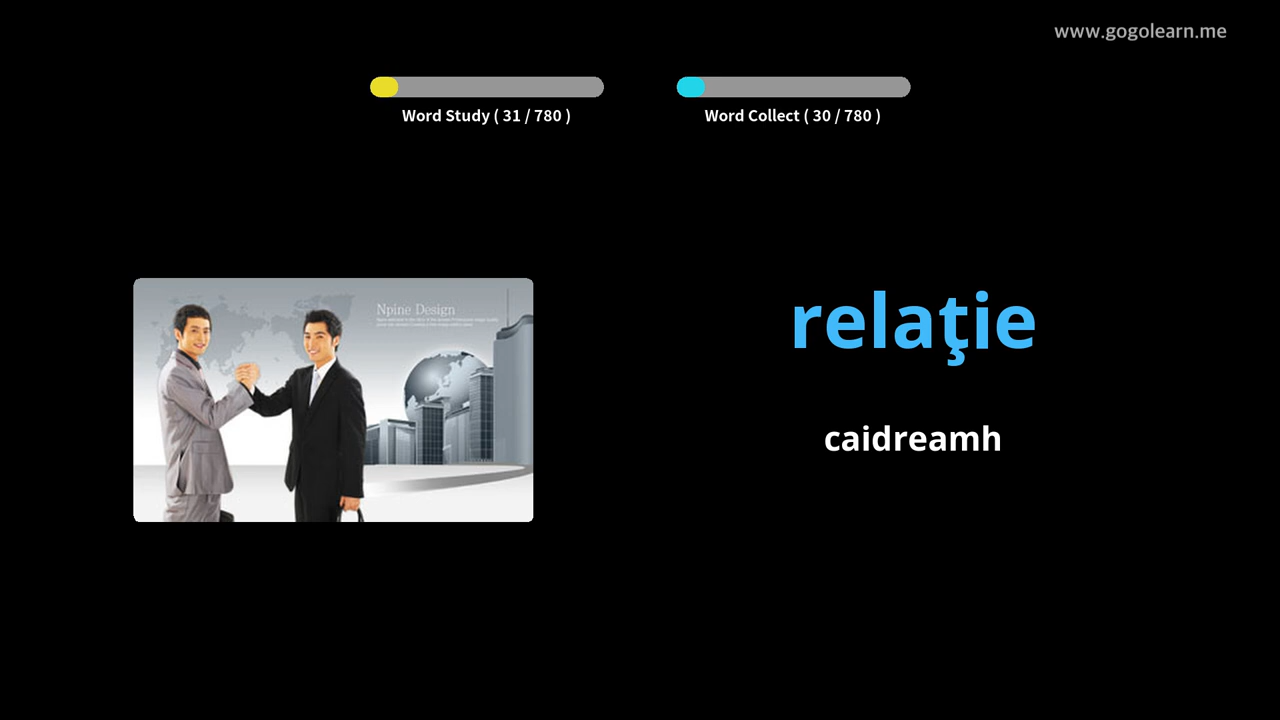 www.gogolearn.me
Word Study ( 31 / 780 )
Word Collect ( 30 / 780 )
Npine Design
relaţie
caidreamh